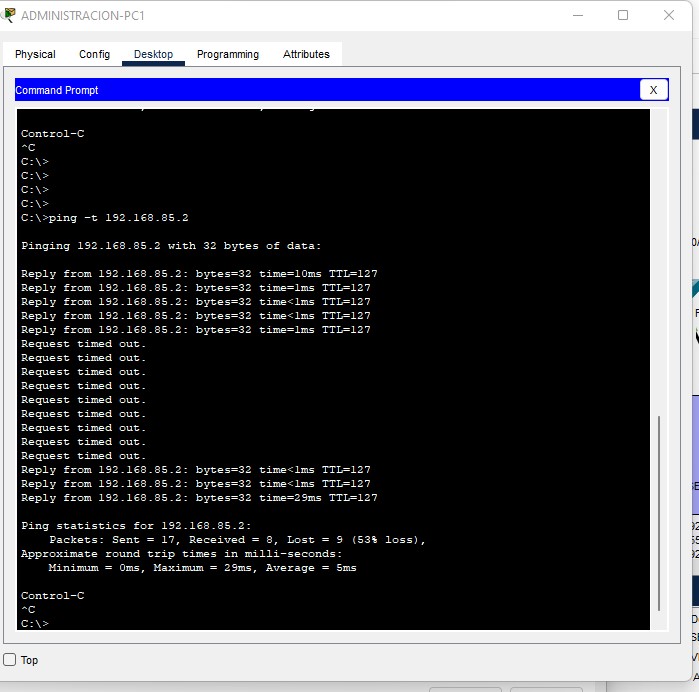 ADMINISTRACION-PC1
Physical Config Desktop Programming Attributes
Command Prompt X
Control-C
^C
C:\>
C:\>
C:\>
C:\>
C:\>ping -t 192.168.85.2
Pinging 192.168.85.2 with 32 bytes of data:
Reply from 192.168.85.2: bytes=32 time=10ms TTL=127
Reply from 192.168.85.2: bytes=32 time=1ms TTL=127
Reply from 192.168.85.2: bytes=32 time<1ms TTL=127
Reply from 192.168.85.2: bytes=32 time<1ms TTL=127
Reply from 192.168.85.2: bytes=32 time=1ms TTL=127
Request timed out.
Request timed out.
Request timed out.
Request timed out.
Request timed out.
Request timed out.
Request timed out.
Request timed out.
Request timed out.
Reply from 192.168.85.2: bytes=32 time<1ms TTL=127
Reply from 192.168.85.2: bytes=32 time<1ms TTL=127
Reply from 192.168.85.2: bytes=32 time=29ms TTL=127
Ping statistics for 192.168.85.2:
Packets: Sent = 17, Received = 8, Lost = 9 (53% loss),
Approximate round trip times in milli-seconds:
Minimum = 0ms, Maximum = 29ms, Average = 5ms
Control-C
^C
C:\>
Top